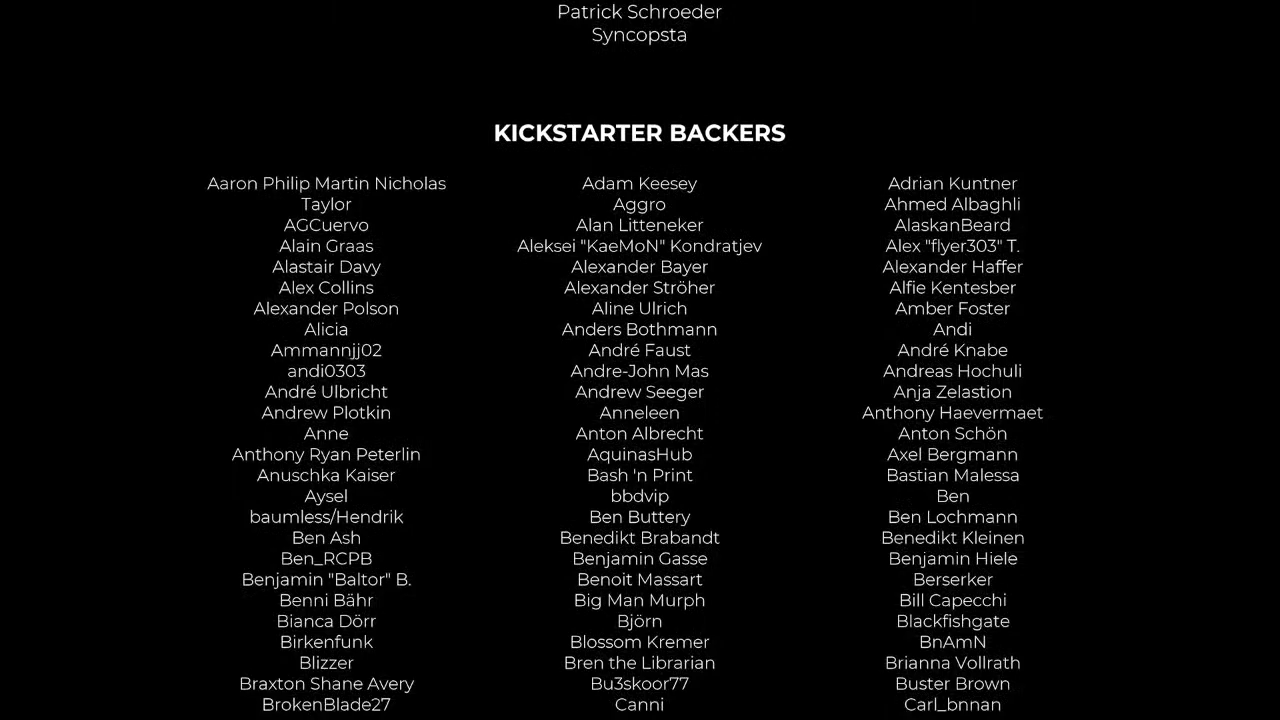 Patrick Schroeder
Syncopsta
KICKSTARTER BACKERS
Aaron Philip Martin Nicholas
Taylor
AGCuervo
Alain Graas
Alastair Davy
Alex Collins
Alexander Polson
Alicia
Ammannjj02
andi0303
André Ulbricht
Andrew Plotkin
Anne
Anthony Ryan Peterlin
Anuschka Kaiser
Aysel
baumless/Hendrik
Ben Ash
Ben_RCPB
Benjamin "Baltor" B.
Benni Bähr
Bianca Dörr
Birkenfunk
Blizzer
Braxton Shane Avery
BrokenBlade27
Adam Keesey
Aggro
Alan Litteneker
Aleksei "KaeMoN" Kondratjev
Alexander Bayer
Alexander Ströher
Aline Ulrich
Anders Bothmann
André Faust
Andre-John Mas
Andrew Seeger
Anneleen
Anton Albrecht
AquinasHub
Bash 'n Print
bbdvip
Ben Buttery
Benedikt Brabandt
Benjamin Gasse
Benoit Massart
Big Man Murph
Björn
Blossom Kremer
Bren the Librarian
Bu3skoor77
Canni
Adrian Kuntner
Ahmed Albaghli
AlaskanBeard
Alex "flyer303" T.
Alexander Haffer
Alfie Kentesber
Amber Foster
Andi
André Knabe
Andreas Hochuli
Anja Zelastion
Anthony Haevermaet
Anton Schön
Axel Bergmann
Bastian Malessa
Ben
Ben Lochmann
Benedikt Kleinen
Benjamin Hiele
Berserker
Bill Capecchi
Blackfishgate
BnAmN
Brianna Vollrath
Buster Brown
Carl_bnnan